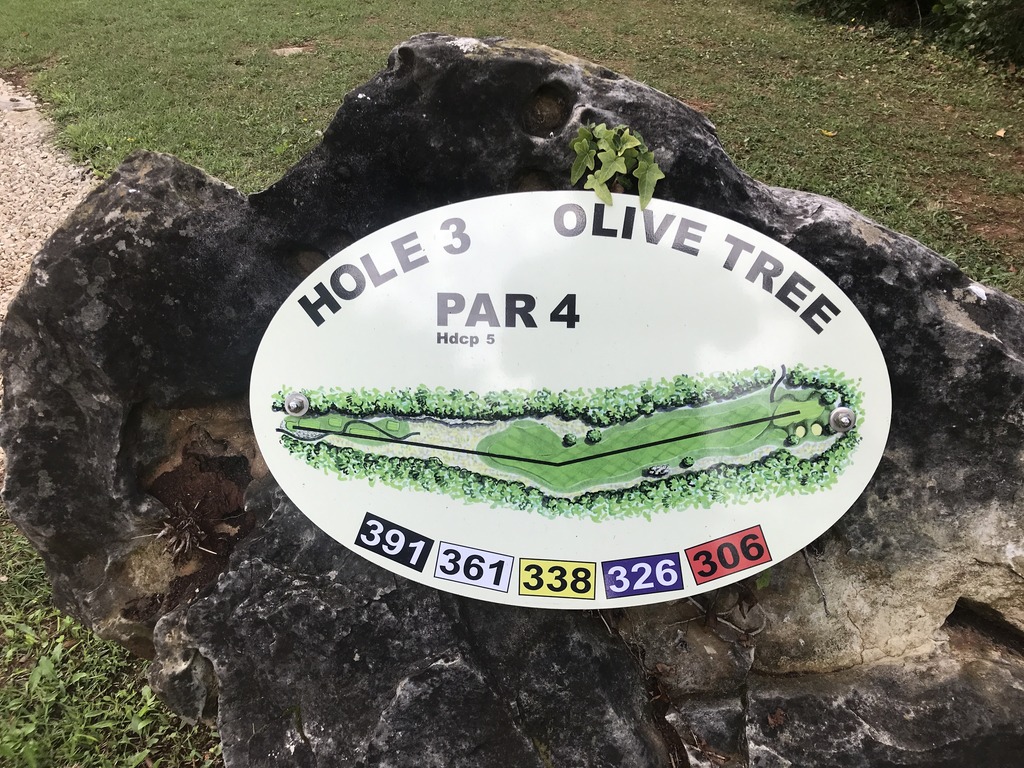 HOLE 3 OLIVE TREE
PAR 4
Hdcp 5
391 361 338 326 306